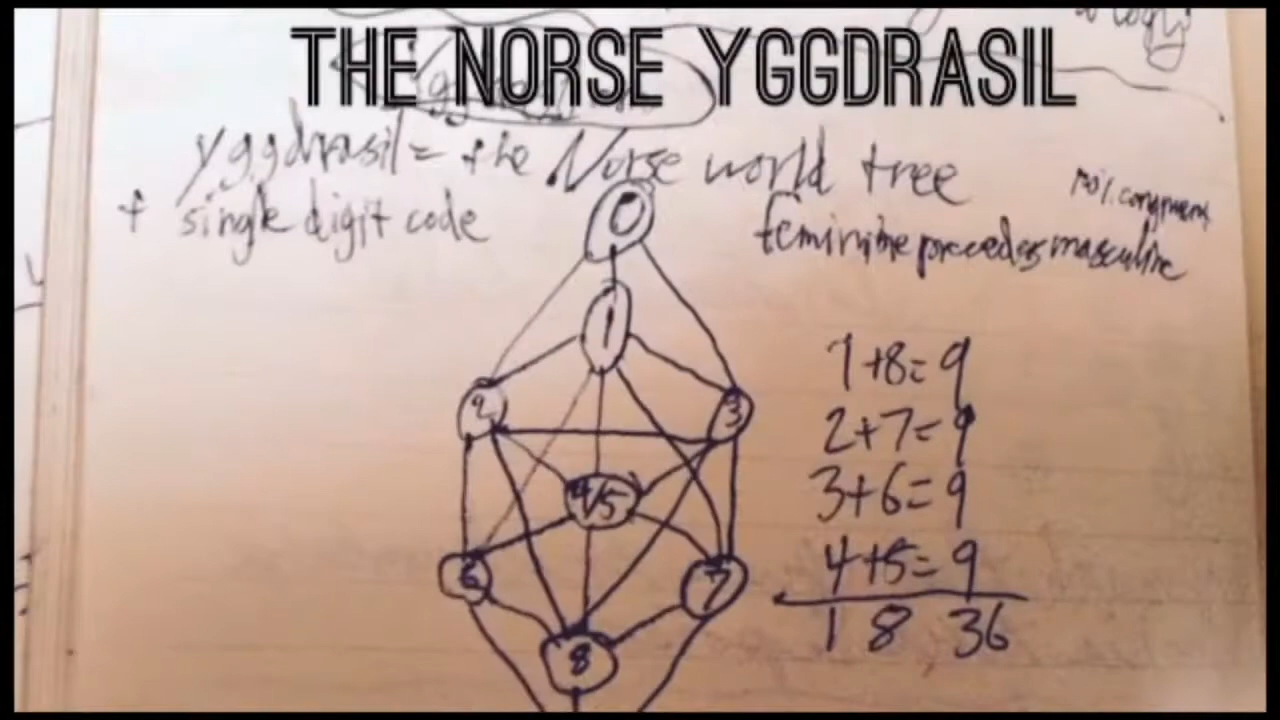 THE NORSE YGGDRASIL
yggdrasil = the Norse world tree
+ single digit code
feminine precedes masculine
0
1
2 3
4/5
6 7
8
1+8=9
2+7=9
3+6=9
4+5=9
18 36